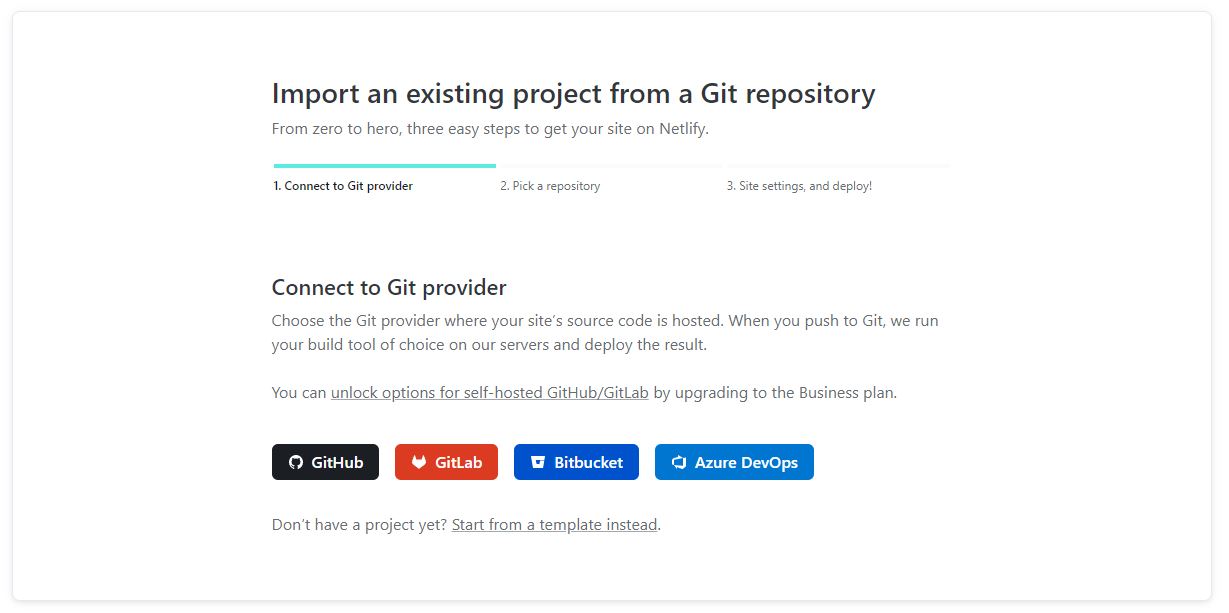 Import an existing project from a Git repository
From zero to hero, three easy steps to get your site on Netlify.
1. Connect to Git provider
2. Pick a repository
3. Site settings, and deploy!
Connect to Git provider
Choose the Git provider where your site’s source code is hosted. When you push to Git, we run
your build tool of choice on our servers and deploy the result.
You can unlock options for self-hosted GitHub/GitLab by upgrading to the Business plan.
GitHub
GitLab
Bitbucket
Azure DevOps
Don’t have a project yet? Start from a template instead.